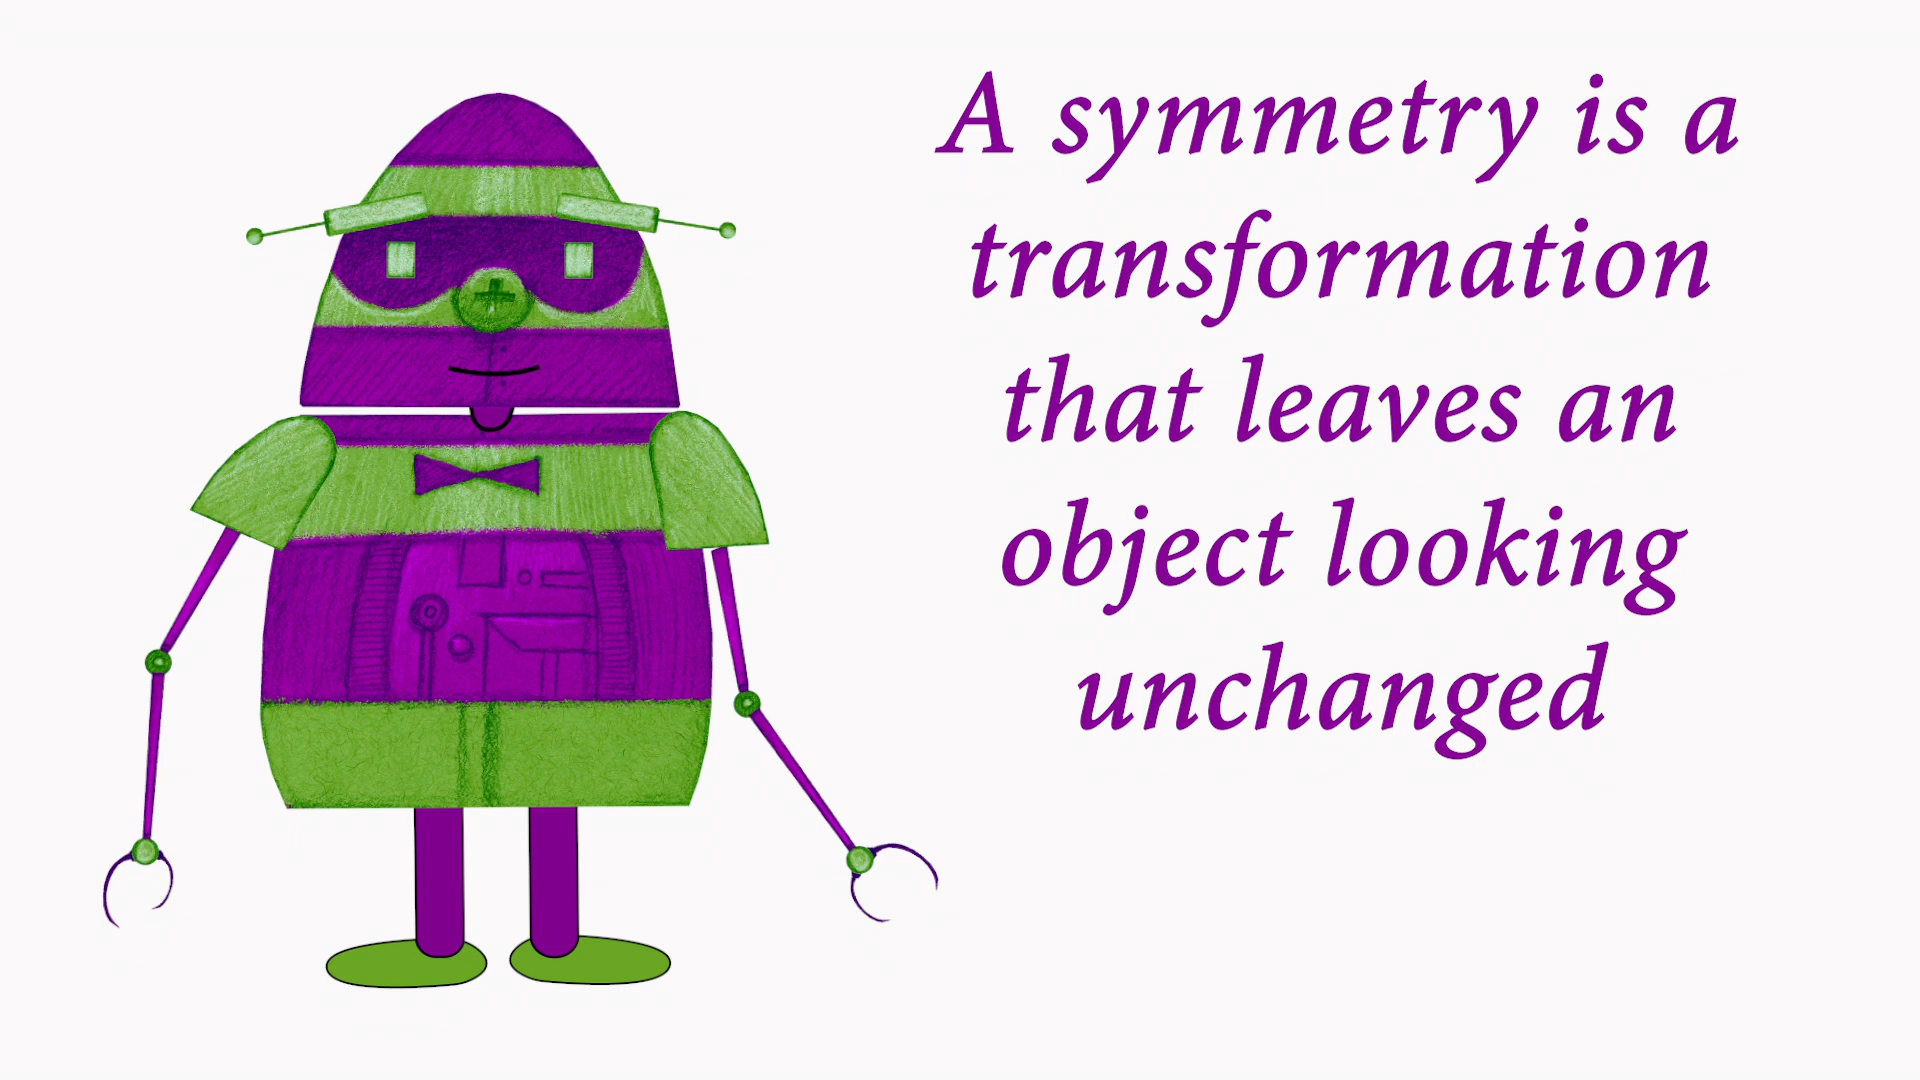 A symmetry is a
transformation
that leaves an
object looking
unchanged